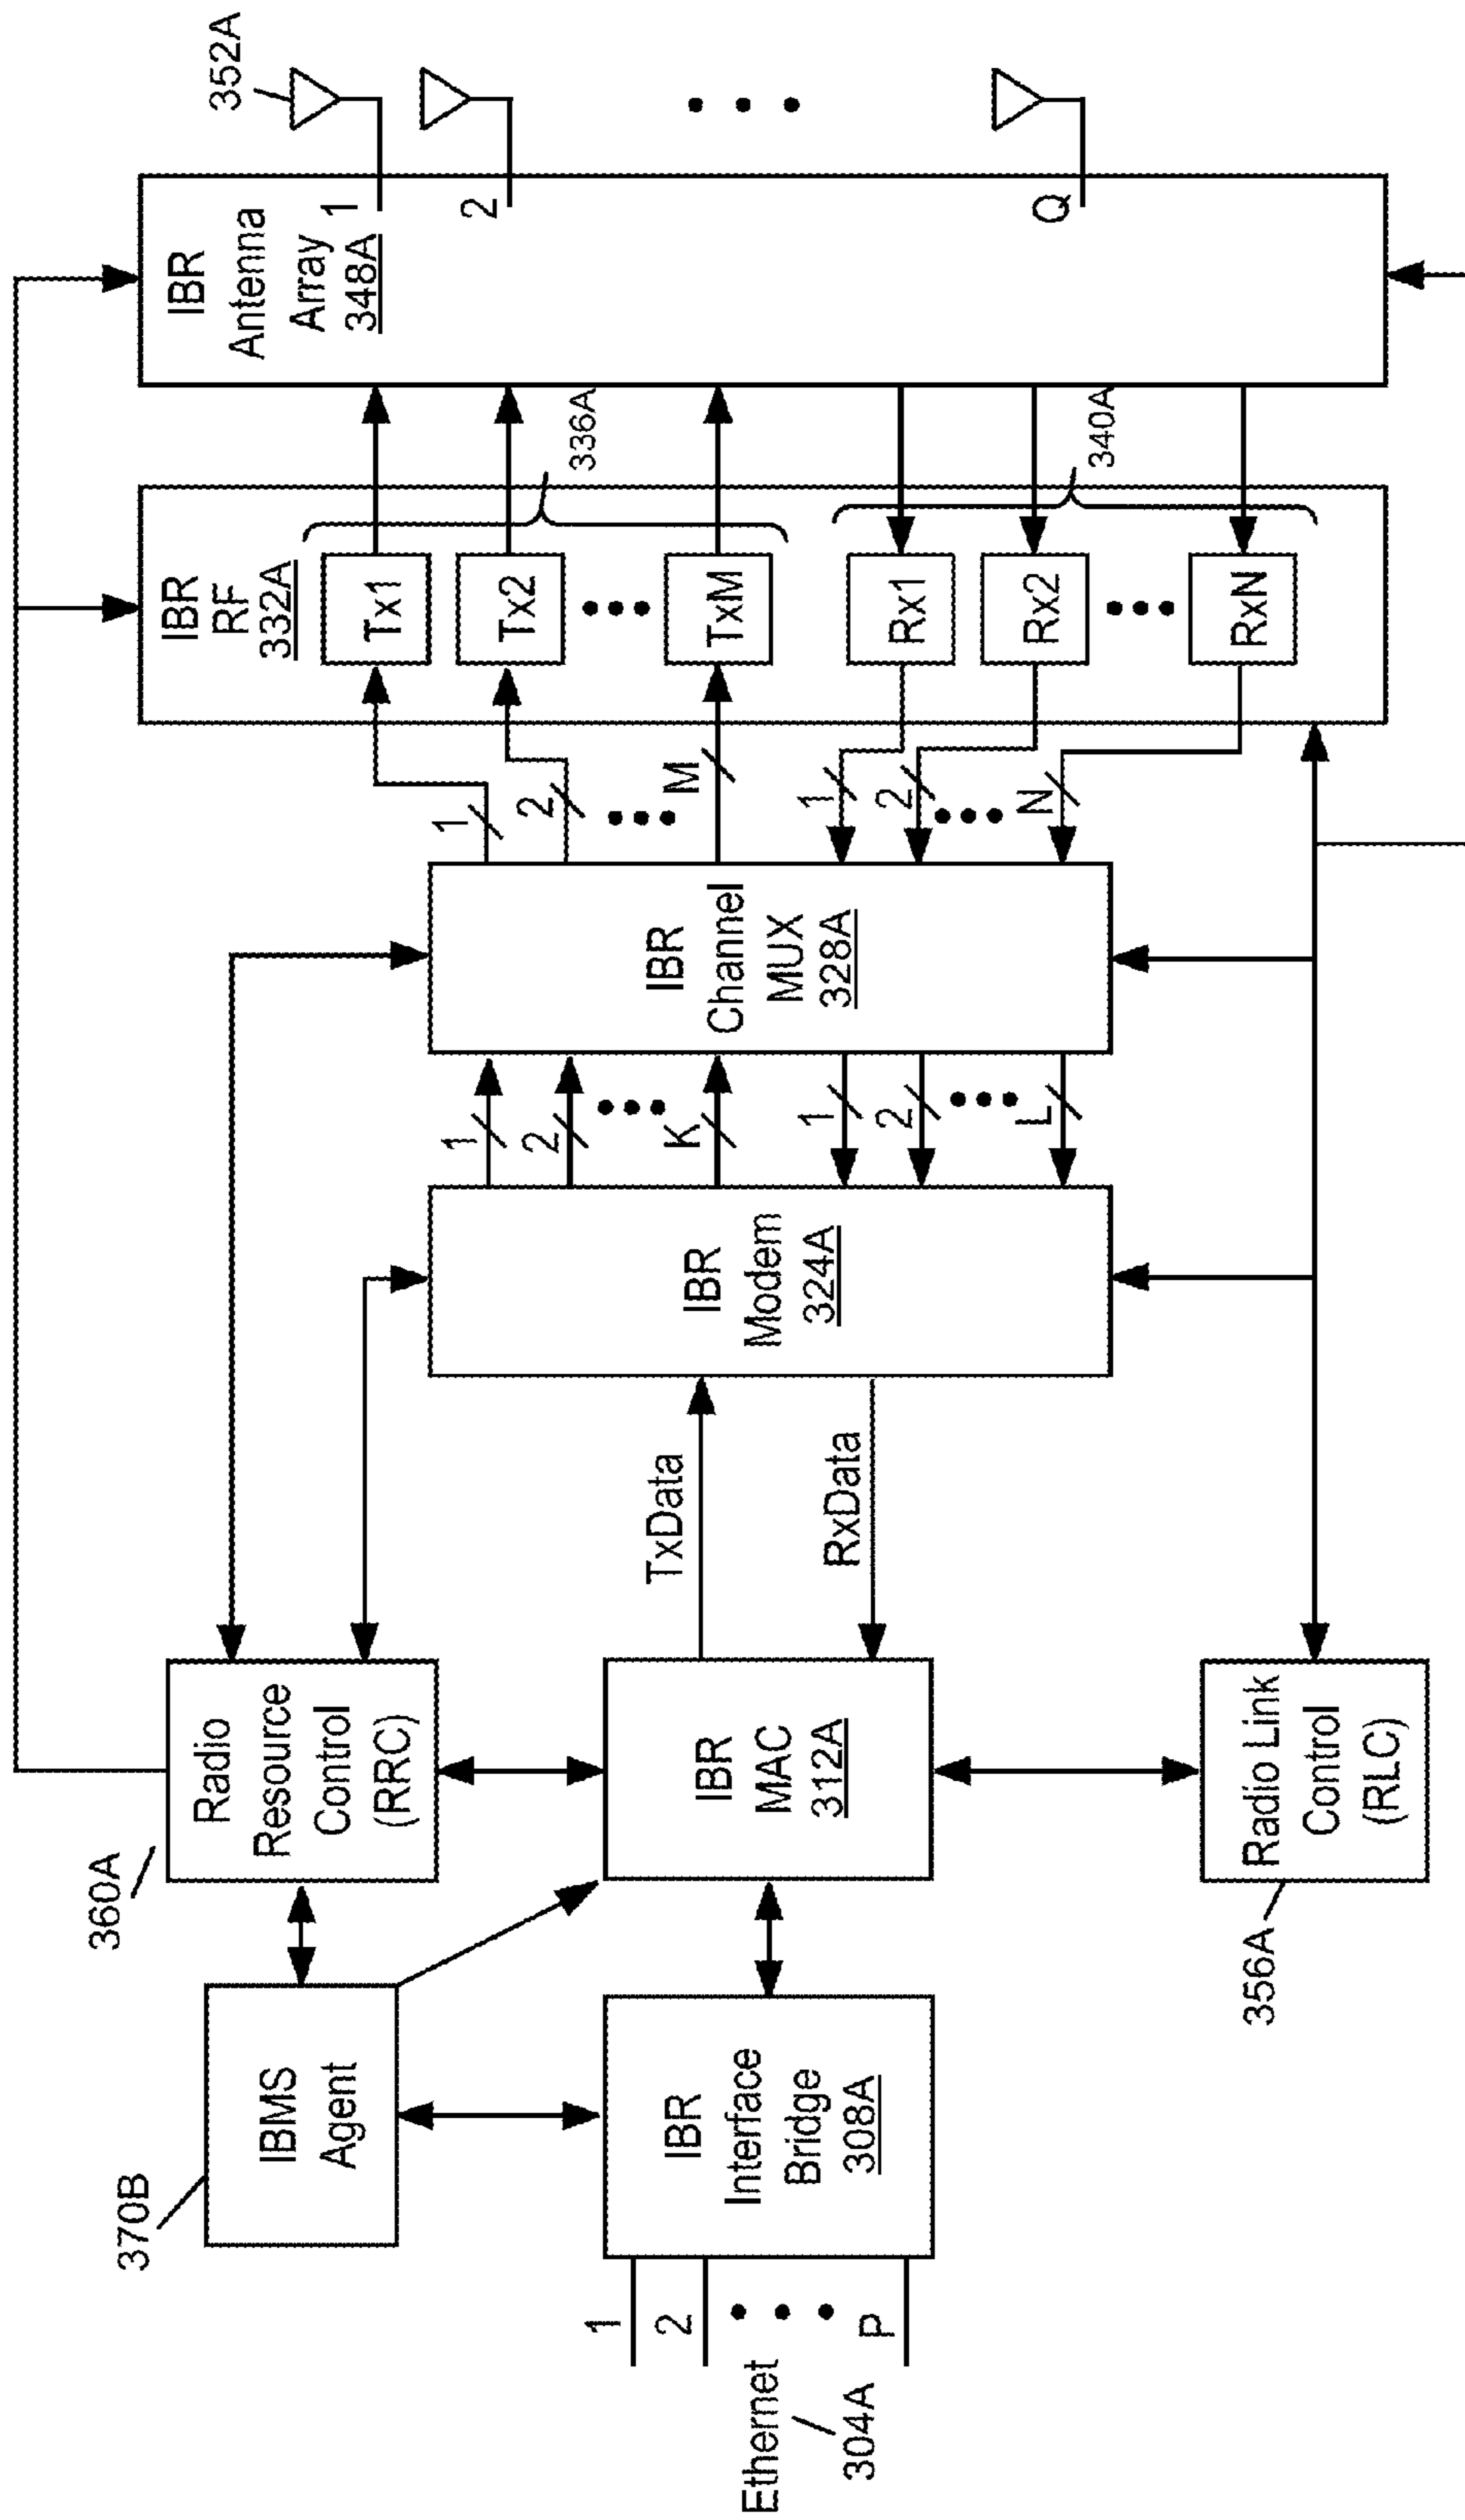 Ethernet
304A
1
2
P
370B
IBMS
Agent
IBR
Interface
Bridge
308A
360A
Radio
Resource
Control
(RRC)
IBR
MAC
312A
356A
Radio Link
Control
(RLC)
TxData
RxData
IBR
Modem
324A
1
2
K
1
2
L
IBR
Channel
MUX
328A
1
2
M
1
2
N
IBR
RF
332A
Tx1
Tx2
TxM
Rx1
Rx2
RxN
336A
340A
IBR
Antenna
Array
348A
1
2
Q
352A